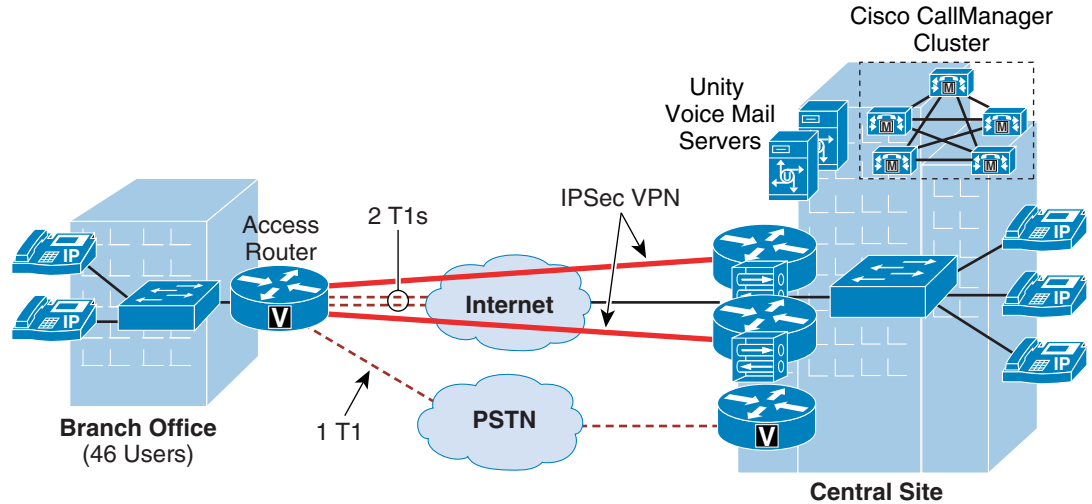 Cisco CallManager
Cluster
M
M
M
M
M
Unity
Voice Mail
Servers
U
U
IPSec VPN
2 T1s
Access
Router
IP
IP
V
Internet
IP
IP
IP
1 T1
PSTN
V
Branch Office
(46 Users)
Central Site